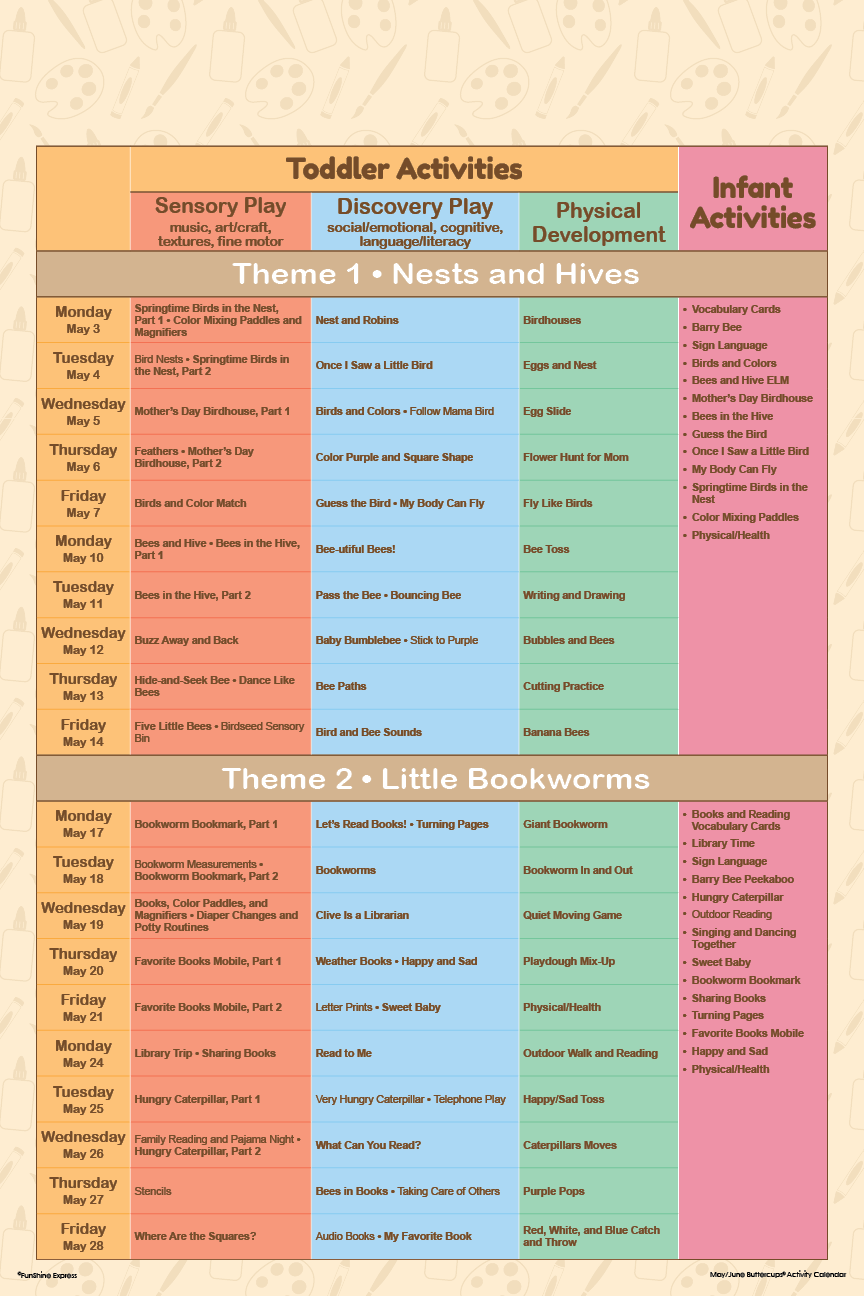 Toddler Activities
Infant
Activities
Sensory Play
music, art/craft,
textures, fine motor
Discovery Play
social/emotional, cognitive,
language/literacy
Physical
Development
Theme 1 • Nests and Hives
Monday
May 3
Springtime Birds in the Nest,
Part 1 • Color Mixing Paddles and
Magnifiers
Nest and Robins
Birdhouses
Tuesday
May 4
Bird Nests • Springtime Birds in
the Nest, Part 2
Once I Saw a Little Bird
Eggs and Nest
Wednesday
May 5
Mother's Day Birdhouse, Part 1
Birds and Colors • Follow Mama Bird
Egg Slide
Thursday
May 6
Feathers • Mother's Day
Birdhouse, Part 2
Color Purple and Square Shape
Flower Hunt for Mom
Friday
May 7
Birds and Color Match
Guess the Bird • My Body Can Fly
Fly Like Birds
Monday
May 10
Bees and Hive • Bees in the Hive,
Part 1
Bee-utiful Bees!
Bee Toss
Tuesday
May 11
Bees in the Hive, Part 2
Pass the Bee • Bouncing Bee
Writing and Drawing
Wednesday
May 12
Buzz Away and Back
Baby Bumblebee • Stick to Purple
Bubbles and Bees
Thursday
May 13
Hide-and-Seek Bee • Dance Like
Bees
Bee Paths
Cutting Practice
Friday
May 14
Five Little Bees • Birdseed Sensory
Bin
Bird and Bee Sounds
Banana Bees
• Vocabulary Cards
• Barry Bee
• Sign Language
• Birds and Colors
• Bees and Hive ELM
• Mother's Day Birdhouse
• Bees in the Hive
• Guess the Bird
• Once I Saw a Little Bird
• My Body Can Fly
• Springtime Birds in the
Nest
• Color Mixing Paddles
• Physical/Health
Theme 2 • Little Bookworms
Monday
May 17
Bookworm Bookmark, Part 1
Let's Read Books! • Turning Pages
Giant Bookworm
Tuesday
May 18
Bookworm Measurements •
Bookworm Bookmark, Part 2
Bookworms
Bookworm In and Out
Wednesday
May 19
Books, Color Paddles, and
Magnifiers • Diaper Changes and
Potty Routines
Clive Is a Librarian
Quiet Moving Game
Thursday
May 20
Favorite Books Mobile, Part 1
Weather Books • Happy and Sad
Playdough Mix-Up
Friday
May 21
Favorite Books Mobile, Part 2
Letter Prints • Sweet Baby
Physical/Health
Monday
May 24
Library Trip • Sharing Books
Read to Me
Outdoor Walk and Reading
Tuesday
May 25
Hungry Caterpillar, Part 1
Very Hungry Caterpillar • Telephone Play
Happy/Sad Toss
Wednesday
May 26
Family Reading and Pajama Night •
Hungry Caterpillar, Part 2
What Can You Read?
Caterpillars Moves
Thursday
May 27
Stencils
Bees in Books • Taking Care of Others
Purple Pops
Friday
May 28
Where Are the Squares?
Audio Books • My Favorite Book
Red, White, and Blue Catch
and Throw
• Books and Reading
Vocabulary Cards
• Library Time
• Sign Language
• Barry Bee Peekaboo
• Hungry Caterpillar
• Outdoor Reading
• Singing and Dancing
Together
• Sweet Baby
• Bookworm Bookmark
• Sharing Books
• Turning Pages
• Favorite Books Mobile
• Happy and Sad
• Physical/Health
©FunShine Express
May/June Buttercups® Activity Calendar